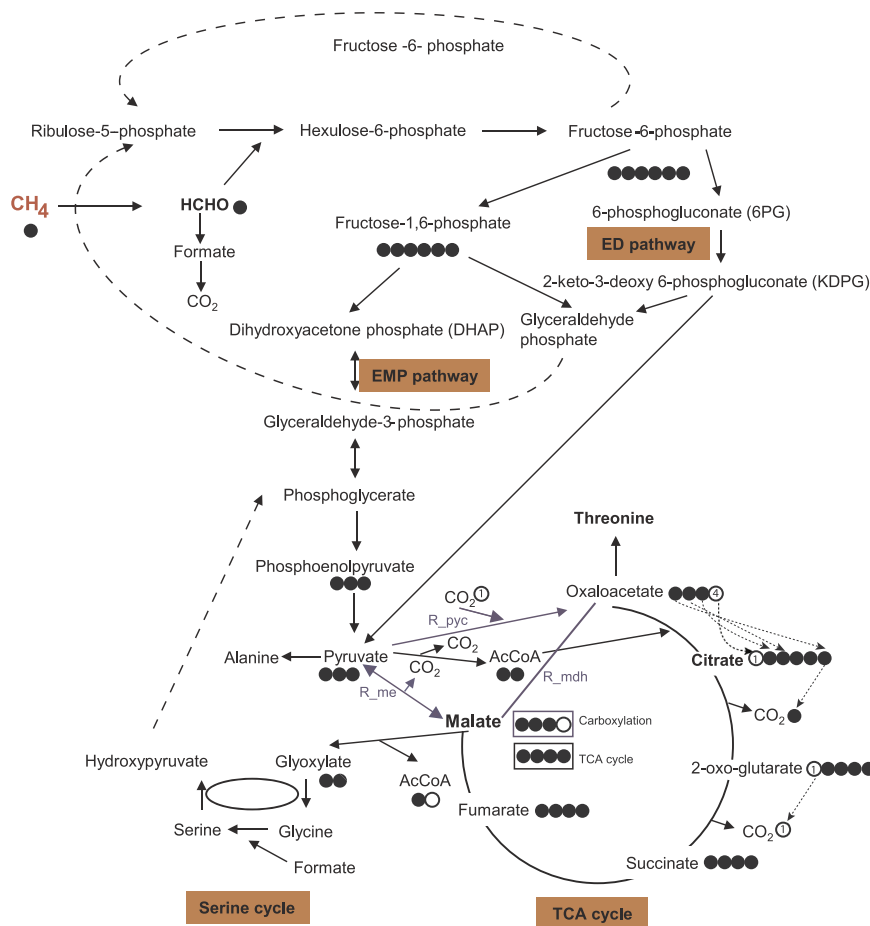 Fructose -6- phosphate
Ribulose-5-phosphate
Hexulose-6-phosphate
Fructose-6-phosphate
CH4
HCHO
Fructose-1,6-phosphate
6-phosphogluconate (6PG)
Formate
ED pathway
CO2
2-keto-3-deoxy 6-phosphogluconate (KDPG)
Dihydroxyacetone phosphate (DHAP)
Glyceraldehyde
phosphate
EMP pathway
Glyceraldehyde-3-phosphate
Phosphoglycerate
Threonine
Phosphoenolpyruvate
Oxaloacetate
4
CO2
1
R_pyc
Alanine
Pyruvate
CO2
CO2
AcCoA
Citrate
1
R_me
R_mdh
Malate
Carboxylation
CO2
TCA cycle
Hydroxypyruvate
Glyoxylate
AcCoA
2-oxo-glutarate
1
Fumarate
CO2
1
Serine
Glycine
Formate
Succinate
Serine cycle
TCA cycle